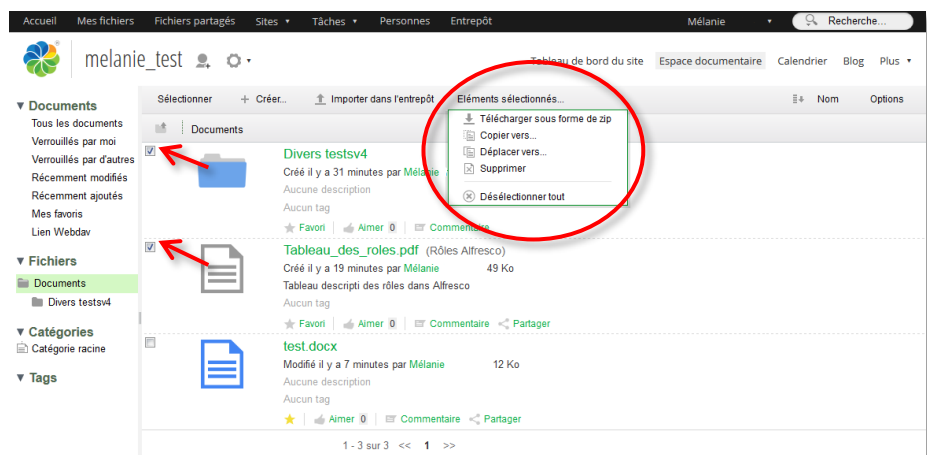 Accueil Mes fichiers Fichiers partagés Sites Tâches Personnes Entrepôt Mélanie Recherche...
melanie_test Tableau de bord du site Espace documentaire Calendrier Blog Plus
Sélectionner + Créer... Importer dans l'entrepôt Eléments sélectionnés... Nom Options
Documents
Télécharger sous forme de zip
Copier vers...
Déplacer vers...
Supprimer
Désélectionner tout
Documents
Tous les documents
Verrouillés par moi
Verrouillés par d'autres
Récemment modifiés
Récemment ajoutés
Mes favoris
Lien Webdav
Fichiers
Documents
Divers testsv4
Catégories
Catégorie racine
Tags
Divers testsv4
Créé il y a 31 minutes par Mélanie
Aucune description
Aucun tag
Favori Aimer 0 Commentaire
Tableau_des_roles.pdf (Rôles Alfresco)
Créé il y a 19 minutes par Mélanie 49 Ko
Tableau descripti des rôles dans Alfresco
Aucun tag
Favori Aimer 0 Commentaire Partager
test.docx
Modifié il y a 7 minutes par Mélanie 12 Ko
Aucune description
Aucun tag
Aimer 0 Commentaire Partager
1 - 3 sur 3 << 1 >>